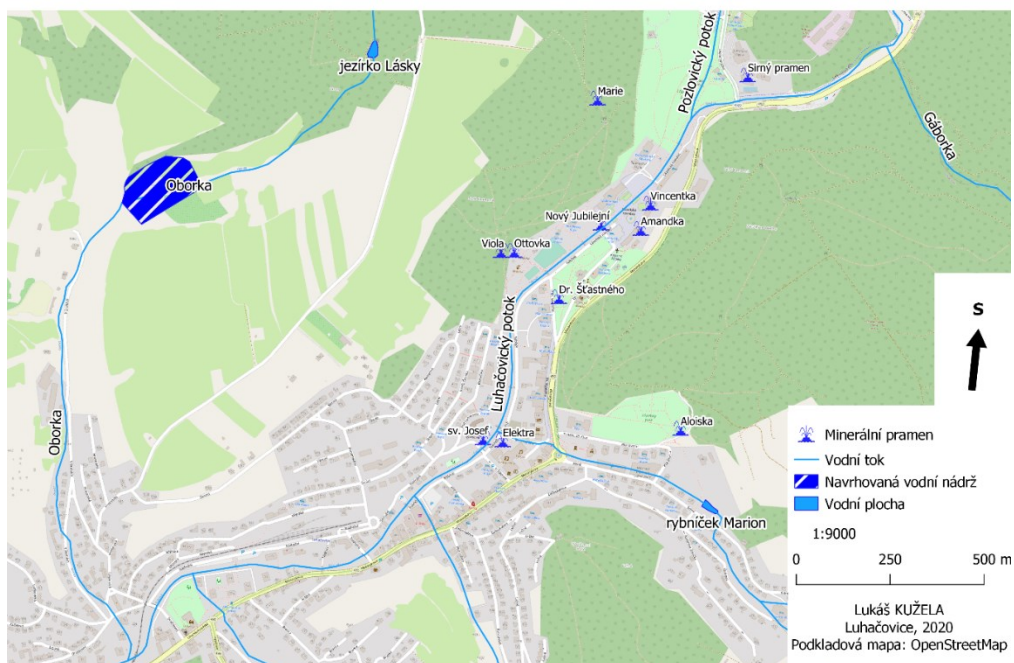 jezírko Lásky
Pozlovický potok
Sirný pramen
Marie
Gáborka
Oborka
Vincentka
Nový Jubilejní
Amandka
Viola
Ottovka
Dr. Šťastného
Luhačovický potok
Oborka
sv. Josef
Elektra
Aloiska
rybníček Marion
S
Minerální pramen
Vodní tok
Navrhovaná vodní nádrž
Vodní plocha
1:9000
0 250 500 m
Lukáš KUŽELA
Luhačovice, 2020
Podkladová mapa: OpenStreetMap